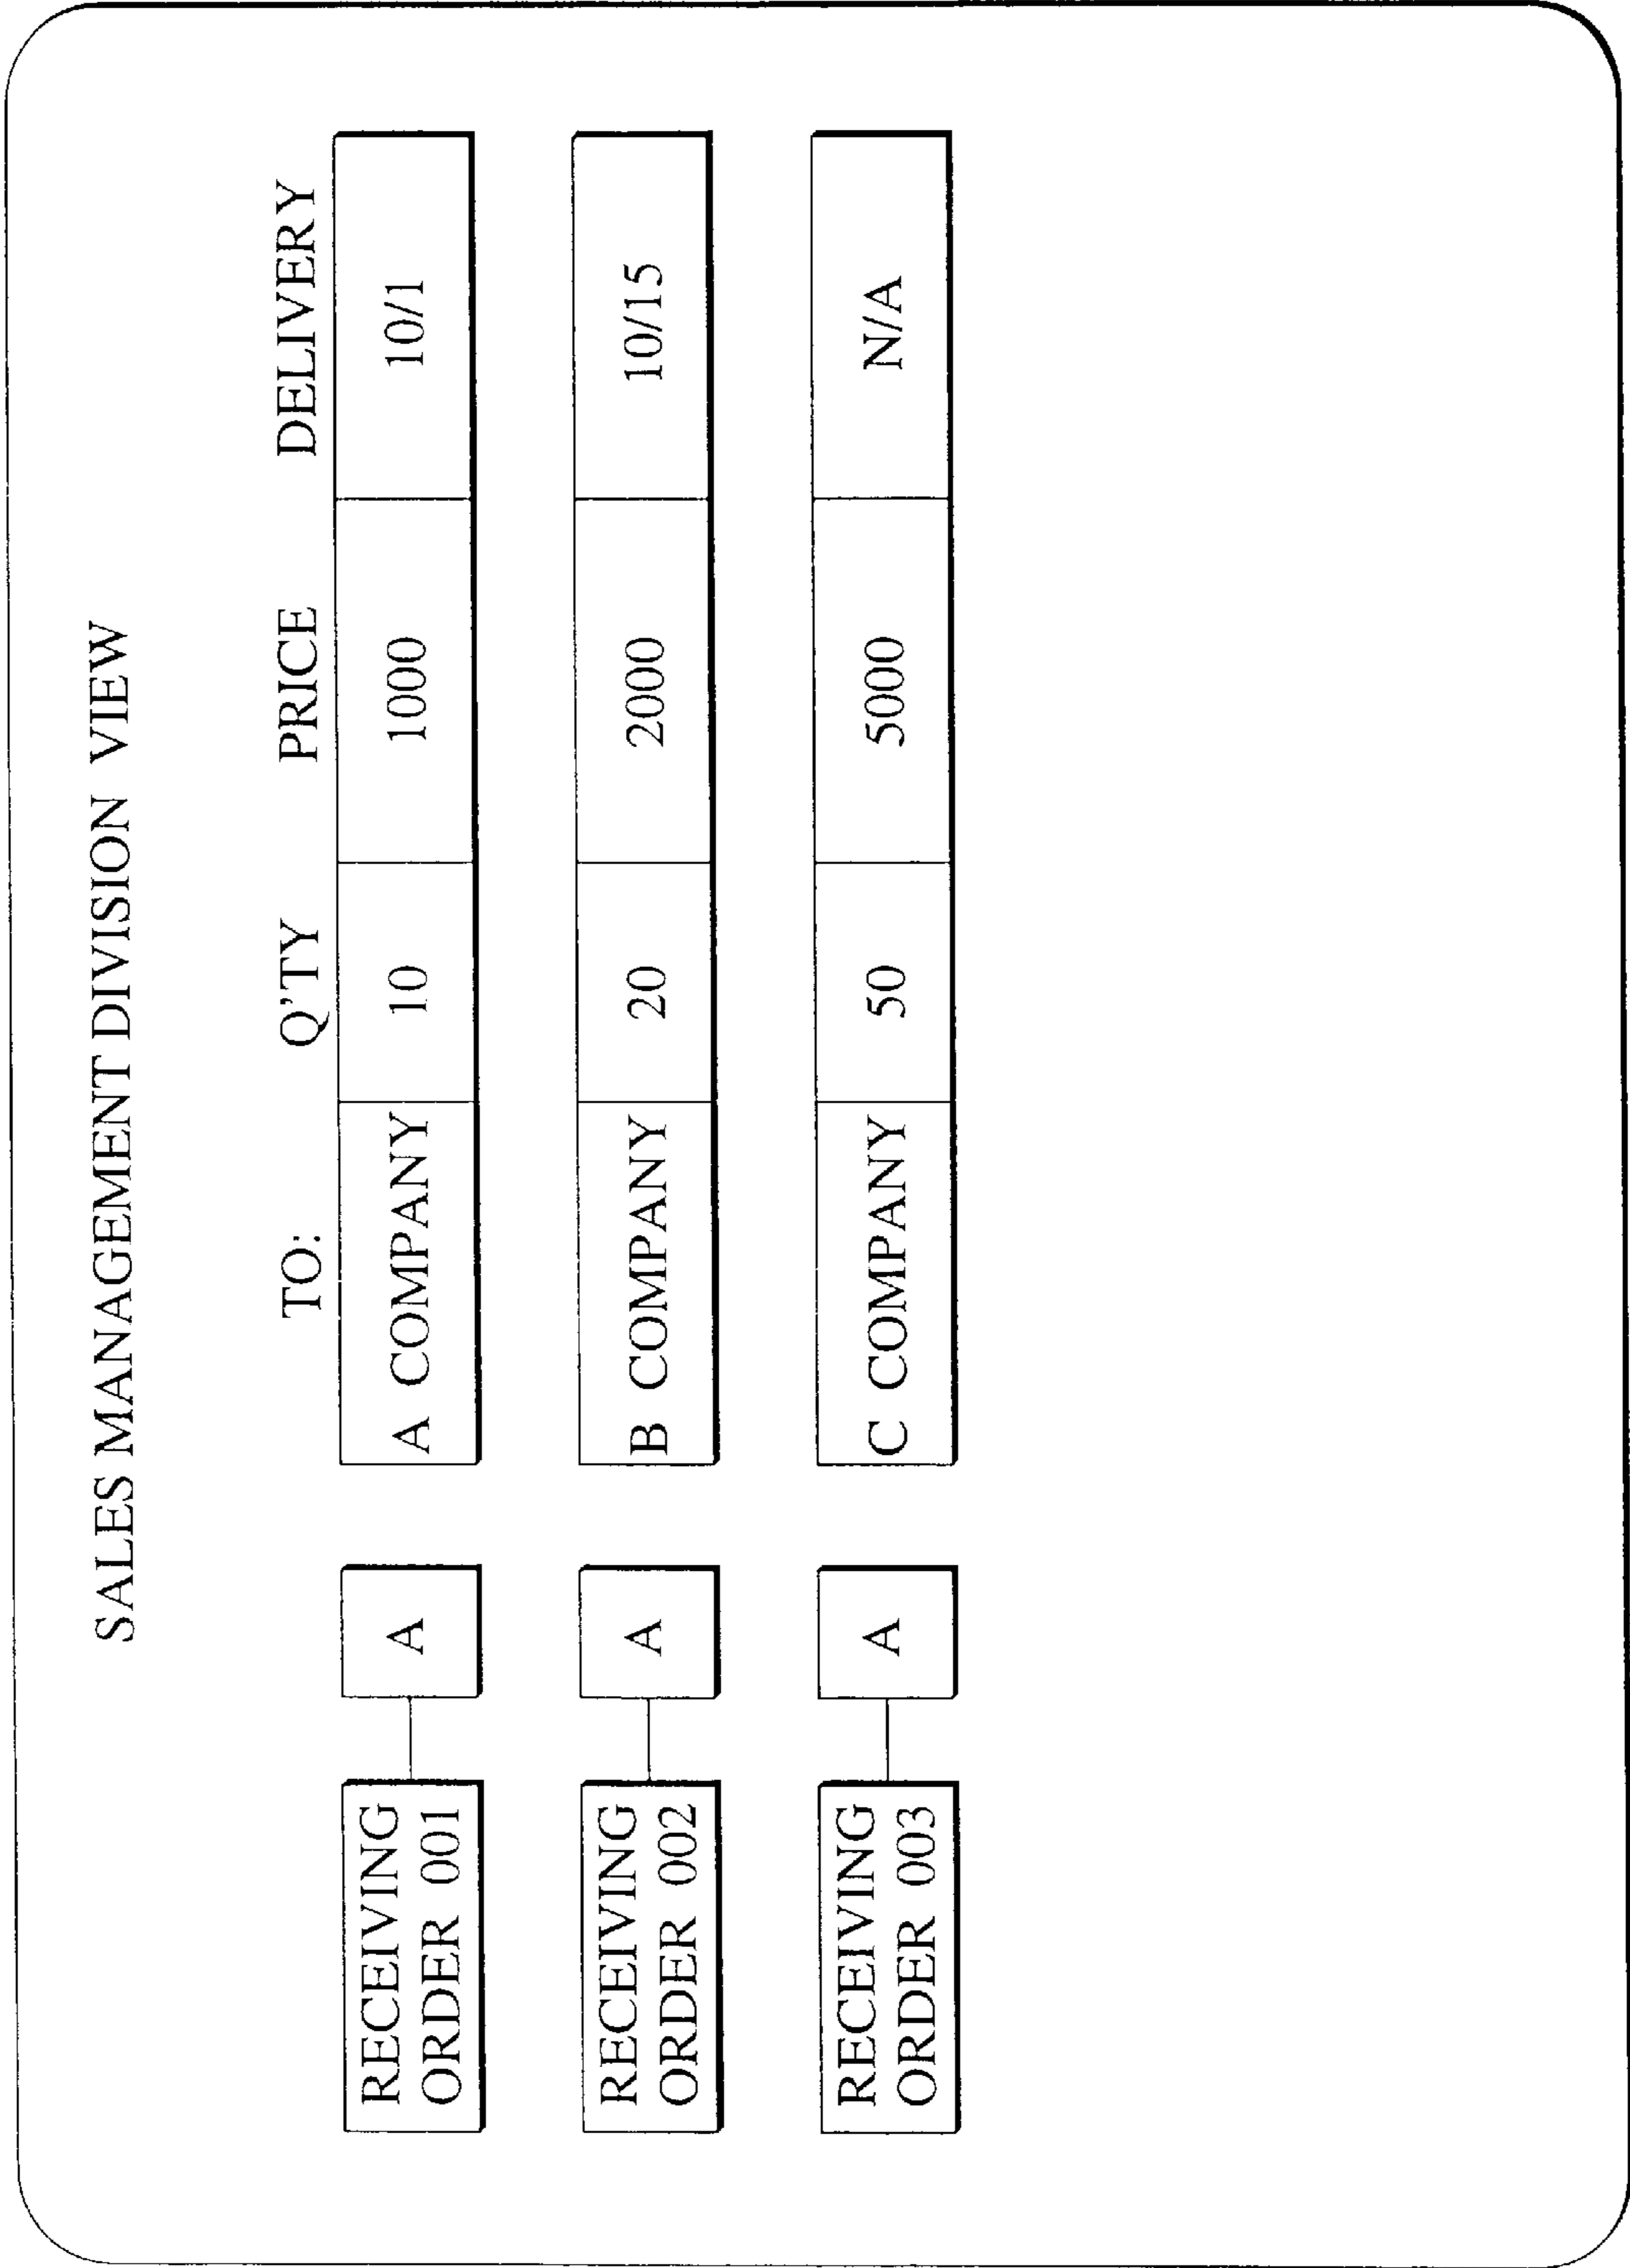 SALES MANAGEMENT DIVISION VIEW
TO: Q'TY PRICE DELIVERY
RECEIVING
ORDER 001
A
A COMPANY 10 1000 10/1
RECEIVING
ORDER 002
A
B COMPANY 20 2000 10/15
RECEIVING
ORDER 003
A
C COMPANY 50 5000 N/A